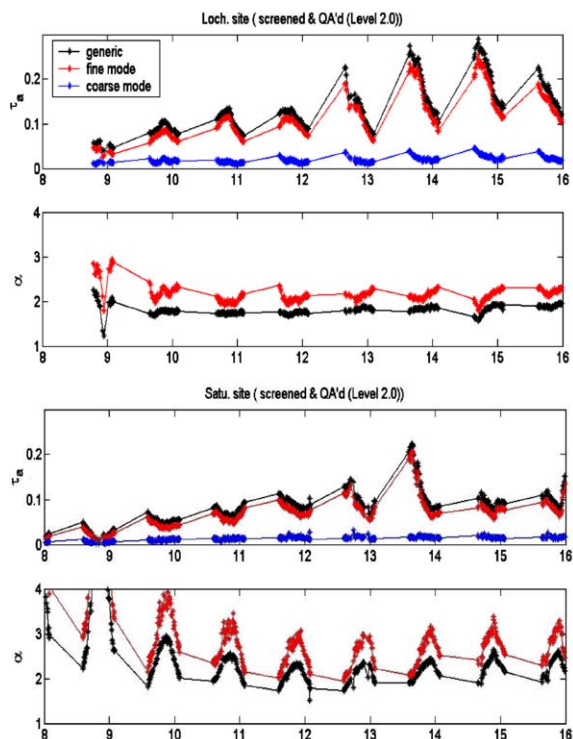 Loch. site ( screened & QA'd (Level 2.0))
generic
fine mode
coarse mode
τa
0.2
0.1
0
8 9 10 11 12 13 14 15 16
α
4
3
2
1
8 9 10 11 12 13 14 15 16
Satu. site ( screened & QA'd (Level 2.0))
τa
0.2
0.1
0
8 9 10 11 12 13 14 15 16
α
4
3
2
1
8 9 10 11 12 13 14 15 16